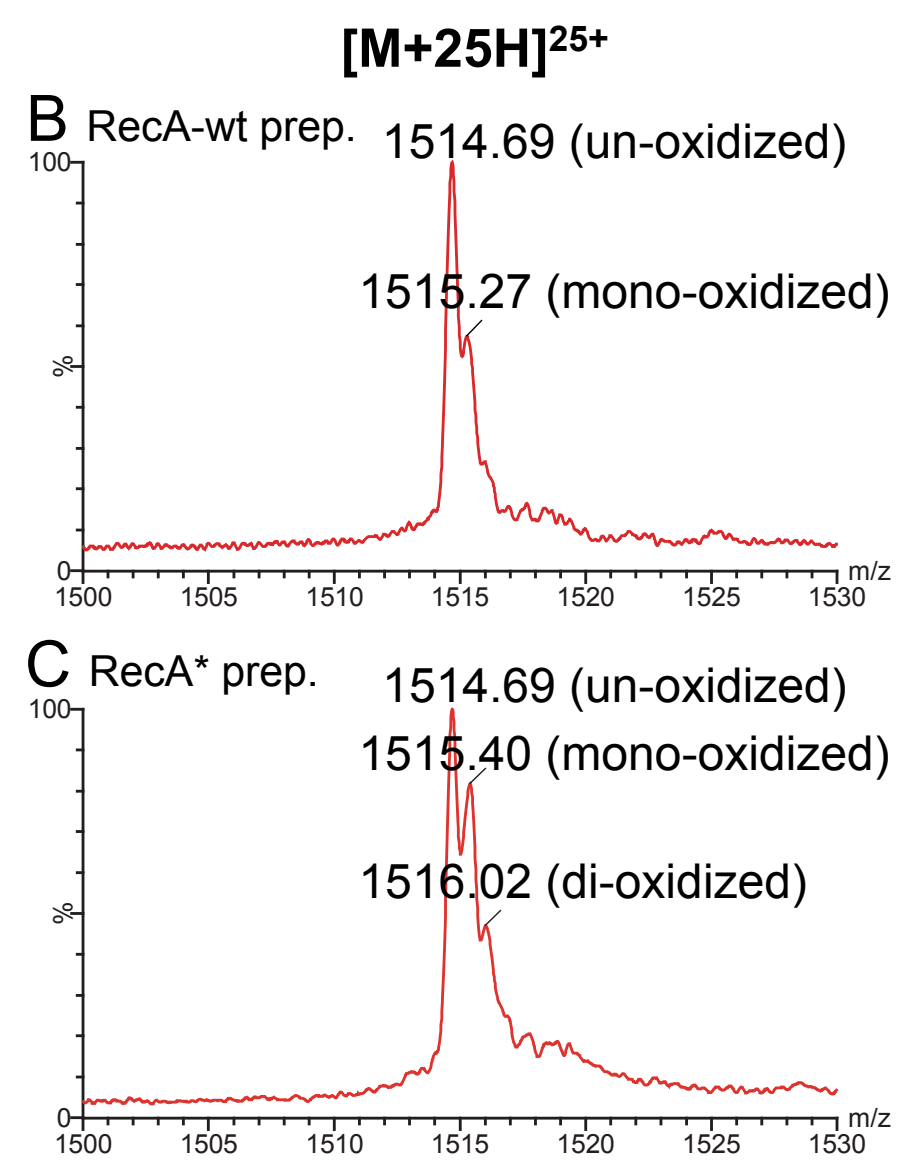 [M+25H]25+
B RecA-wt prep.
1514.69 (un-oxidized)
100
1515.27 (mono-oxidized)
%
0
m/z
1500 1505 1510 1515 1520 1525 1530
C RecA* prep.
1514.69 (un-oxidized)
100
1515.40 (mono-oxidized)
1516.02 (di-oxidized)
%
0
m/z
1500 1505 1510 1515 1520 1525 1530